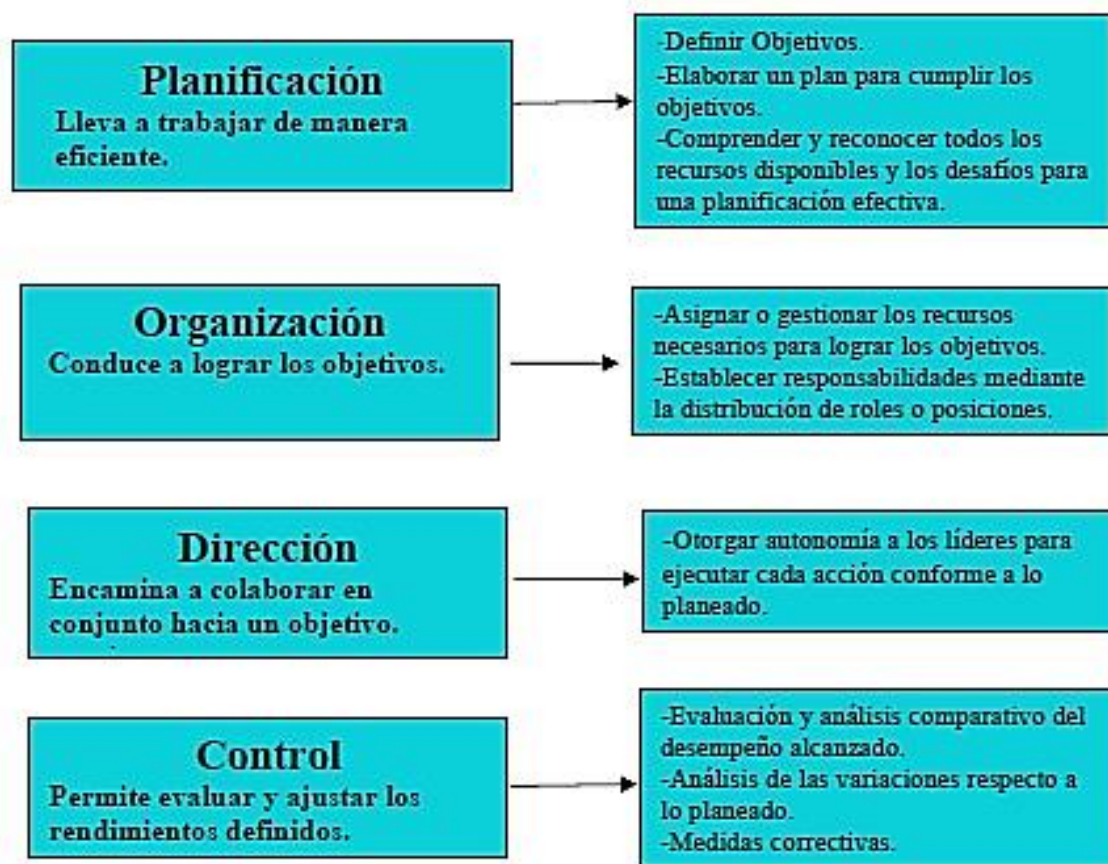 Planificación
Lleva a trabajar de manera
eficiente.
-Definir Objetivos.
-Elaborar un plan para cumplir los
objetivos.
-Comprender y reconocer todos los
recursos disponibles y los desafíos para
una planificación efectiva.
Organización
Conduce a lograr los objetivos.
-Asignar o gestionar los recursos
necesarios para lograr los objetivos.
-Establecer responsabilidades mediante
la distribución de roles o posiciones.
Dirección
Encamina a colaborar en
conjunto hacia un objetivo.
-Otorgar autonomía a los líderes para
ejecutar cada acción conforme a lo
planeado.
Control
Permite evaluar y ajustar los
rendimientos definidos.
-Evaluación y análisis comparativo del
desempeño alcanzado.
-Análisis de las variaciones respecto a
lo planeado.
-Medidas correctivas.